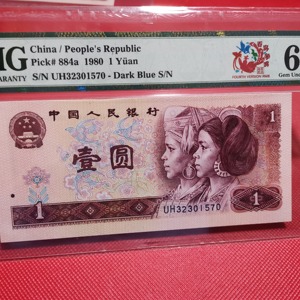 MG
China / People's Republic
Pick# 884a 1980 1 Yüan
S/N UH32301570 - Dark Blue S/N
ARANTY
6
Gem Unc
中国人民银行
壹圆
1
1
1
UH32301570